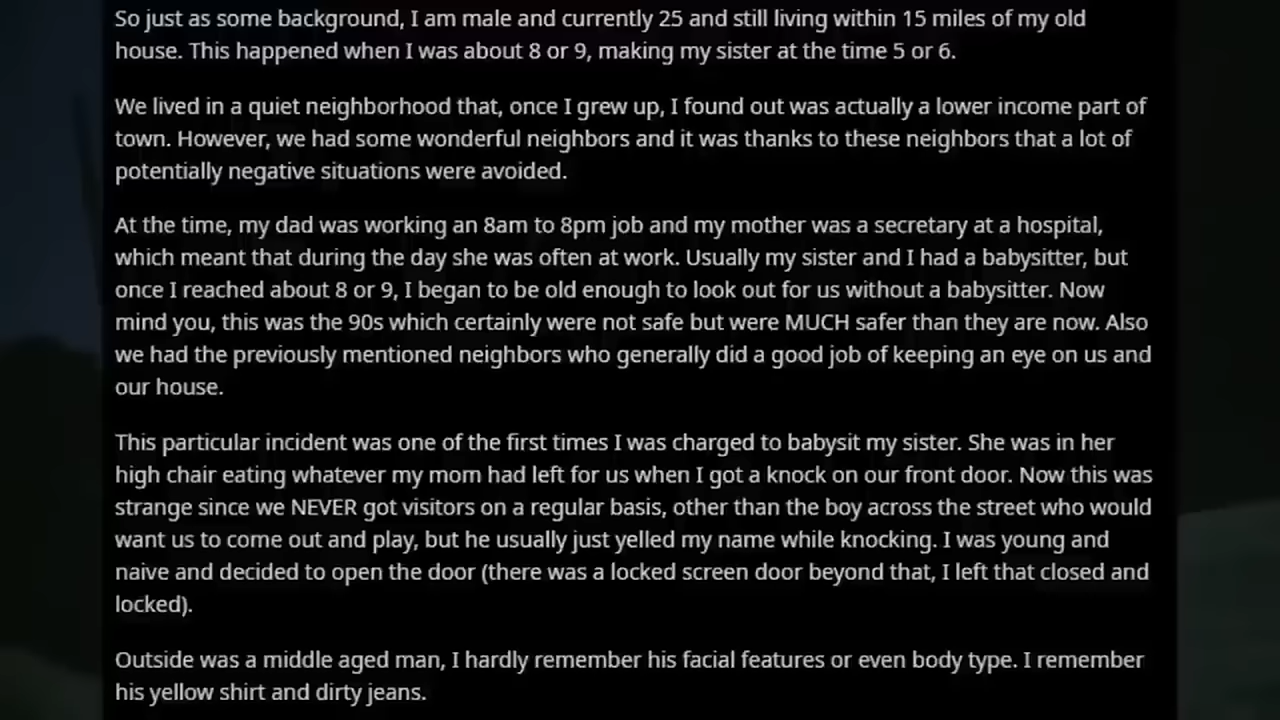 So just as some background, I am male and currently 25 and still living within 15 miles of my old
house. This happened when I was about 8 or 9, making my sister at the time 5 or 6.
We lived in a quiet neighborhood that, once I grew up, I found out was actually a lower income part of
town. However, we had some wonderful neighbors and it was thanks to these neighbors that a lot of
potentially negative situations were avoided.
At the time, my dad was working an 8am to 8pm job and my mother was a secretary at a hospital,
which meant that during the day she was often at work. Usually my sister and I had a babysitter, but
once I reached about 8 or 9, I began to be old enough to look out for us without a babysitter. Now
mind you, this was the 90s which certainly were not safe but were MUCH safer than they are now. Also
we had the previously mentioned neighbors who generally did a good job of keeping an eye on us and
our house.
This particular incident was one of the first times I was charged to babysit my sister. She was in her
high chair eating whatever my mom had left for us when I got a knock on our front door. Now this was
strange since we NEVER got visitors on a regular basis, other than the boy across the street who would
want us to come out and play, but he usually just yelled my name while knocking. I was young and
naive and decided to open the door (there was a locked screen door beyond that, I left that closed and
locked).
Outside was a middle aged man, I hardly remember his facial features or even body type. I remember
his yellow shirt and dirty jeans.